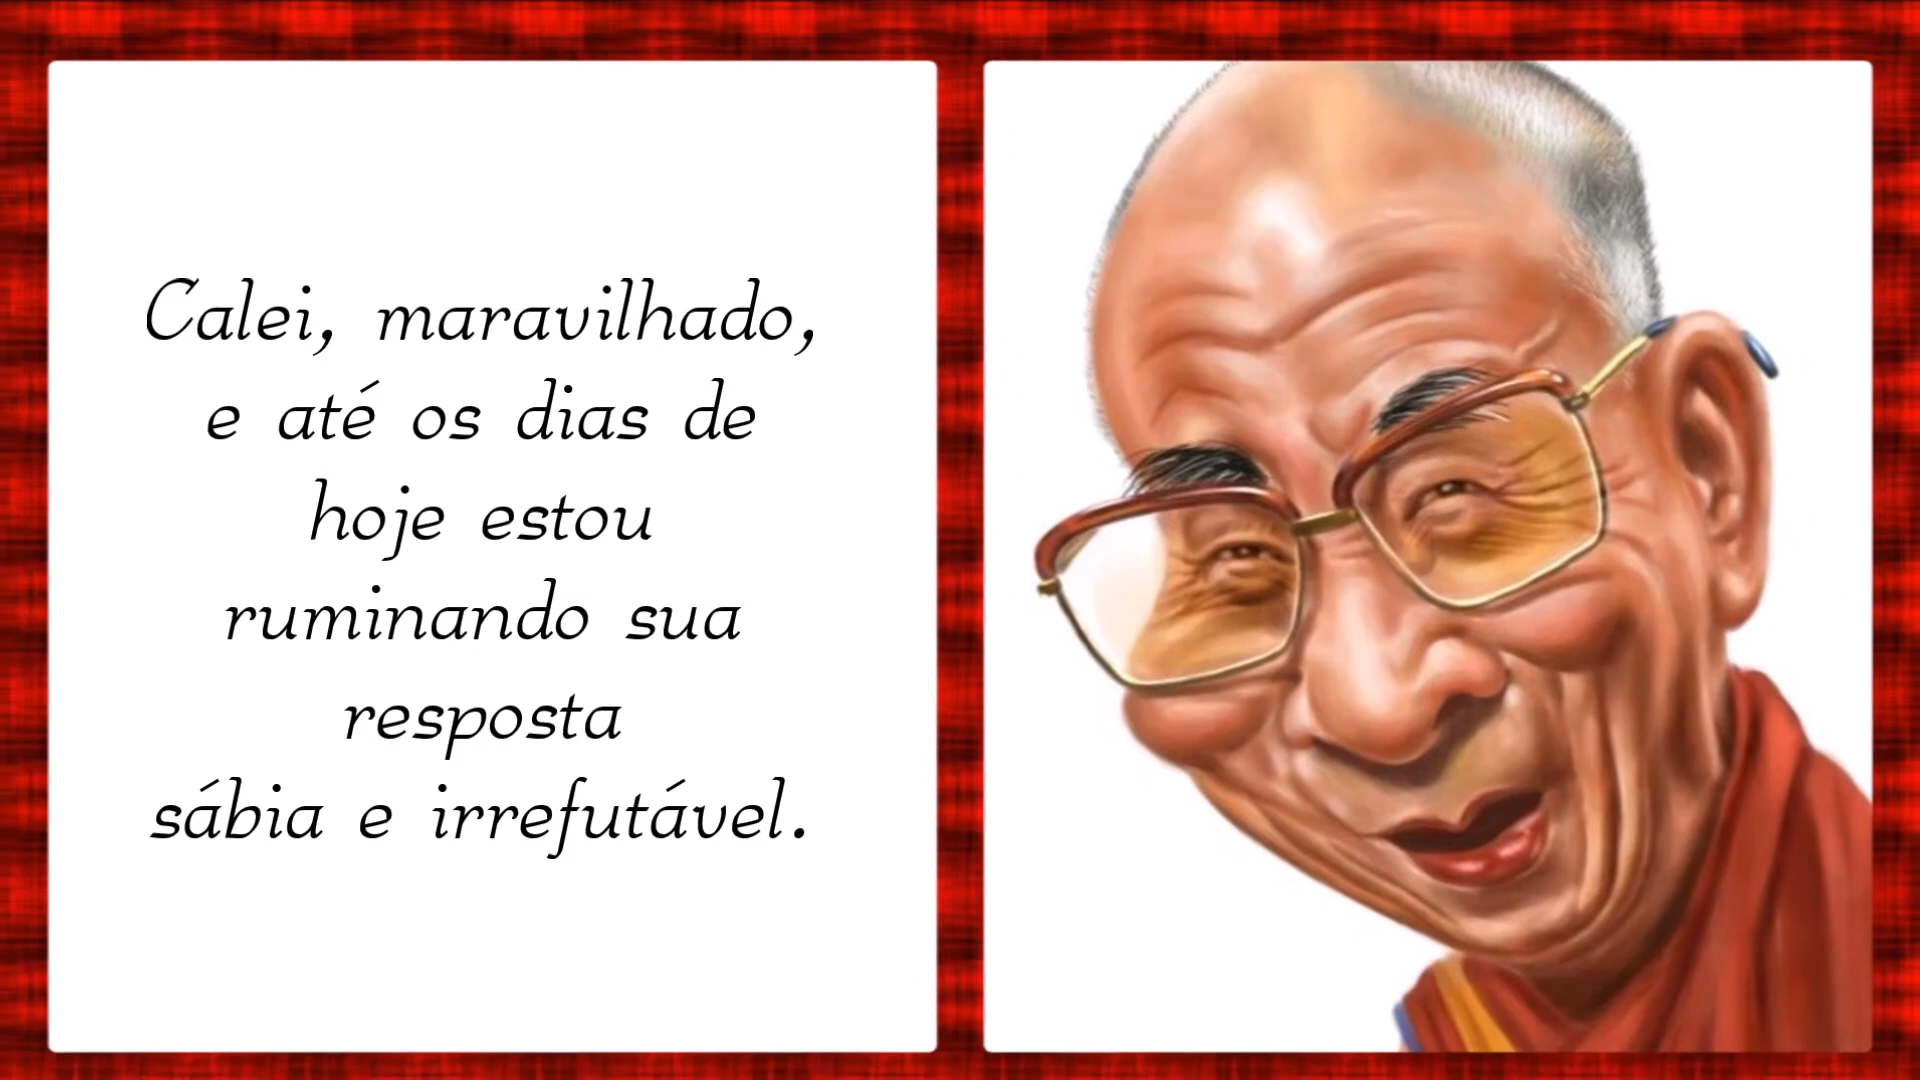 Calei, maravilhado,
e até os dias de
hoje estou
ruminando sua
resposta
sábia e irrefutável.